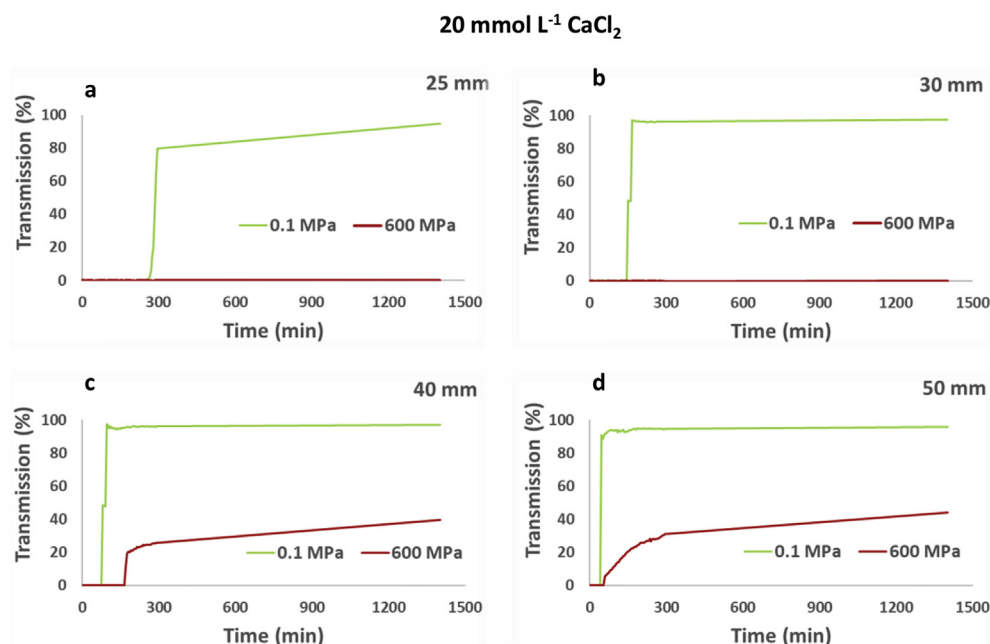 20 mmol L⁻¹ CaCl₂
a
25 mm
Transmission (%)
100
80
60
40
20
0
0.1 MPa
600 MPa
0 300 600 900 1200 1500
Time (min)
b
30 mm
Transmission (%)
100
80
60
40
20
0
0.1 MPa
600 MPa
0 300 600 900 1200 1500
Time (min)
c
40 mm
Transmission (%)
100
80
60
40
20
0
0.1 MPa
600 MPa
0 300 600 900 1200 1500
Time (min)
d
50 mm
Transmission (%)
100
80
60
40
20
0
0.1 MPa
600 MPa
0 300 600 900 1200 1500
Time (min)